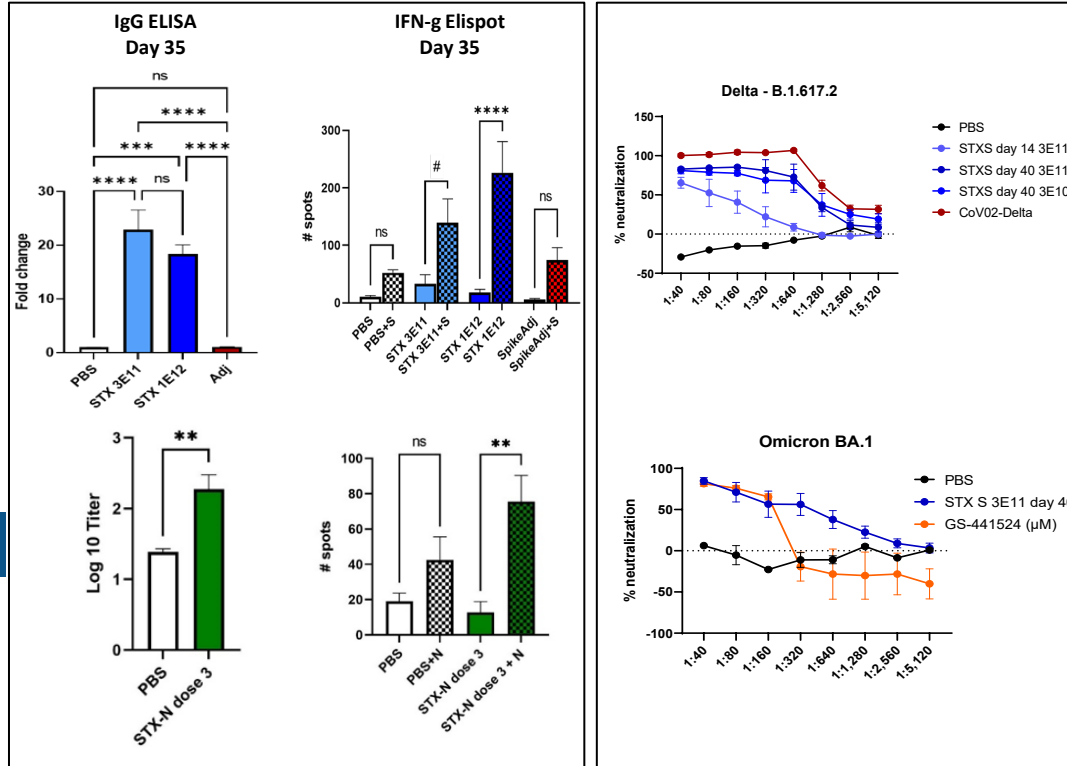 IgG ELISA
Day 35
ns
****
***
****
****
ns
Fold change
30
20
10
0
PBS
STX 3E11
STX 1E12
Adj
IFN-g Elispot
Day 35
****
#
ns
ns
# spots
300
200
100
0
PBS
PBS+S
STX 3E11
STX 3E11+S
STX 1E12
STX 1E12
SpikeAdj
SpikeAdj+S
**
Log 10 Titer
3
2
1
0
PBS
STX-N dose 3
ns
**
# spots
100
80
60
40
20
0
PBS
PBS+N
STX-N dose 3
STX-N dose 3 + N
Delta - B.1.617.2
% neutralization
150
100
50
0
-50
1:40
1:80
1:160
1:320
1:640
1:1,280
1:2,560
1:5,120
PBS
STXS day 14 3E11
STXS day 40 3E11
STXS day 40 3E10
CoV02-Delta
Omicron BA.1
% neutralization
100
50
0
-50
-100
1:40
1:80
1:160
1:320
1:640
1:1,280
1:2,560
1:5,120
PBS
STX S 3E11 day 40
GS-441524 (µM)